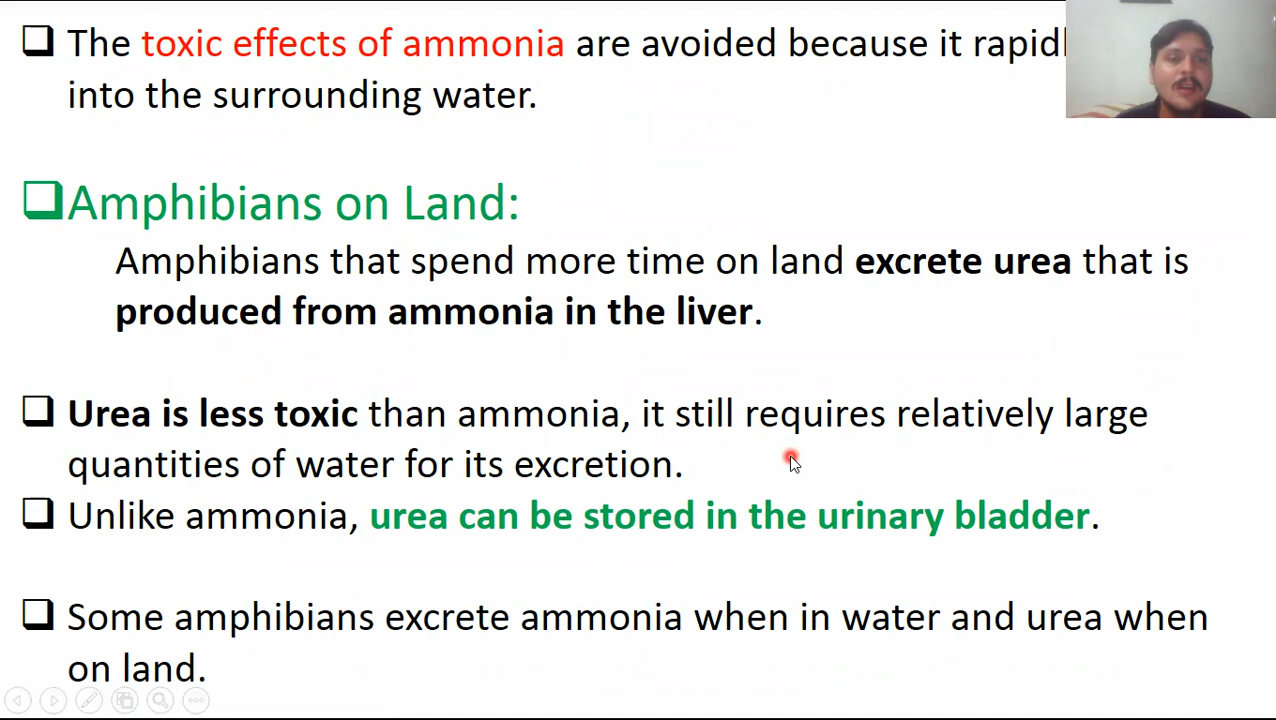 The toxic effects of ammonia are avoided because it
into the surrounding water.
Amphibians on Land:
Amphibians that spend more time on land excrete urea that is
produced from ammonia in the liver.
Urea is less toxic than ammonia, it still requires relatively large
quantities of water for its excretion.
Unlike ammonia, urea can be stored in the urinary bladder.
Some amphibians excrete ammonia when in water and urea when
on land.